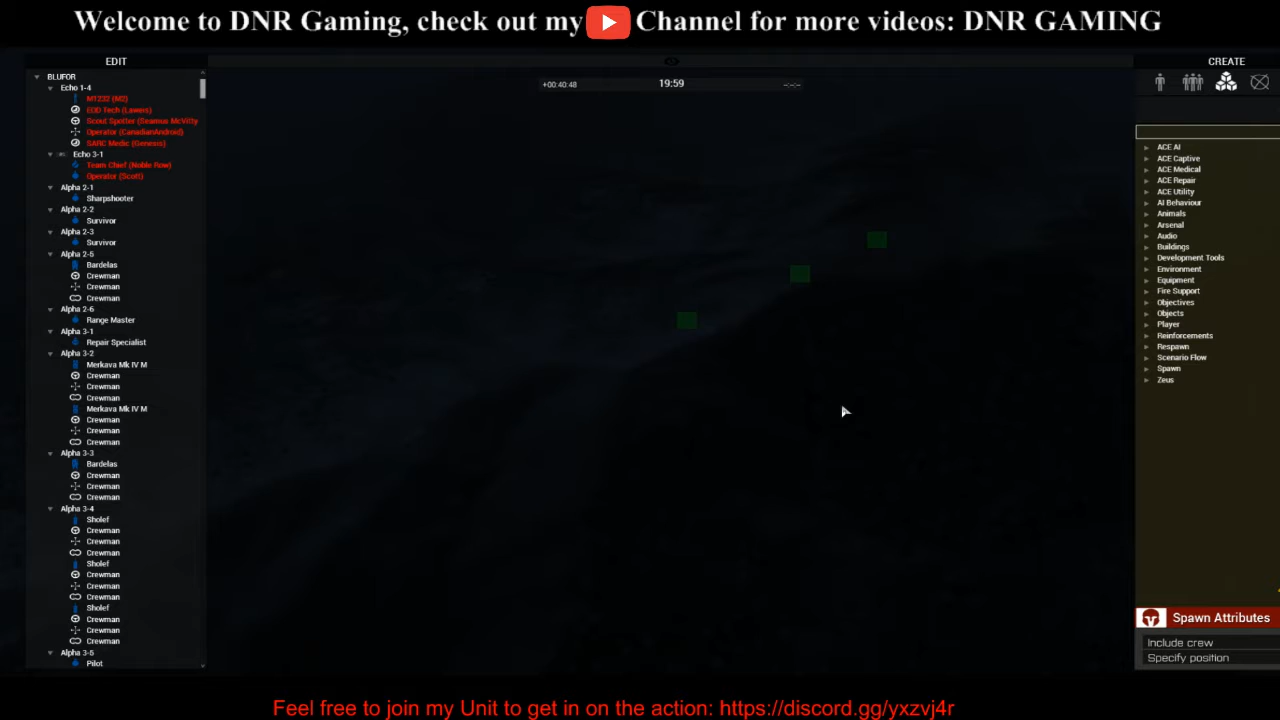 Welcome to DNR Gaming, check out my Channel for more videos: DNR GAMING
EDIT
BLUFOR
Echo 1-4
M1232 (M2)
EOD Tech (Laweis)
Scout Spotter (Seamus McVitty
Operator (CanadianAndroid)
SARC Medic (Genesis)
Echo 3-1
Team Chief (Noble Row)
Operator (Scott)
Alpha 2-1
Sharpshooter
Alpha 2-2
Survivor
Alpha 2-3
Survivor
Alpha 2-5
Bardelas
Crewman
Crewman
Crewman
Alpha 2-6
Range Master
Alpha 3-1
Repair Specialist
Alpha 3-2
Merkava Mk IV M
Crewman
Crewman
Crewman
Merkava Mk IV M
Crewman
Crewman
Crewman
Alpha 3-3
Bardelas
Crewman
Crewman
Crewman
Alpha 3-4
Sholef
Crewman
Crewman
Crewman
Sholef
Crewman
Crewman
Crewman
Sholef
Crewman
Crewman
Crewman
Alpha 3-5
Pilot
+00:40:48
19:59
--:--
CREATE
ACE AI
ACE Captive
ACE Medical
ACE Repair
ACE Utility
AI Behaviour
Animals
Arsenal
Audio
Buildings
Development Tools
Environment
Equipment
Fire Support
Objectives
Objects
Player
Reinforcements
Respawn
Scenario Flow
Spawn
Zeus
Spawn Attributes
Include crew
Specify position
Feel free to join my Unit to get in on the action: https://discord.gg/yxzvj4r